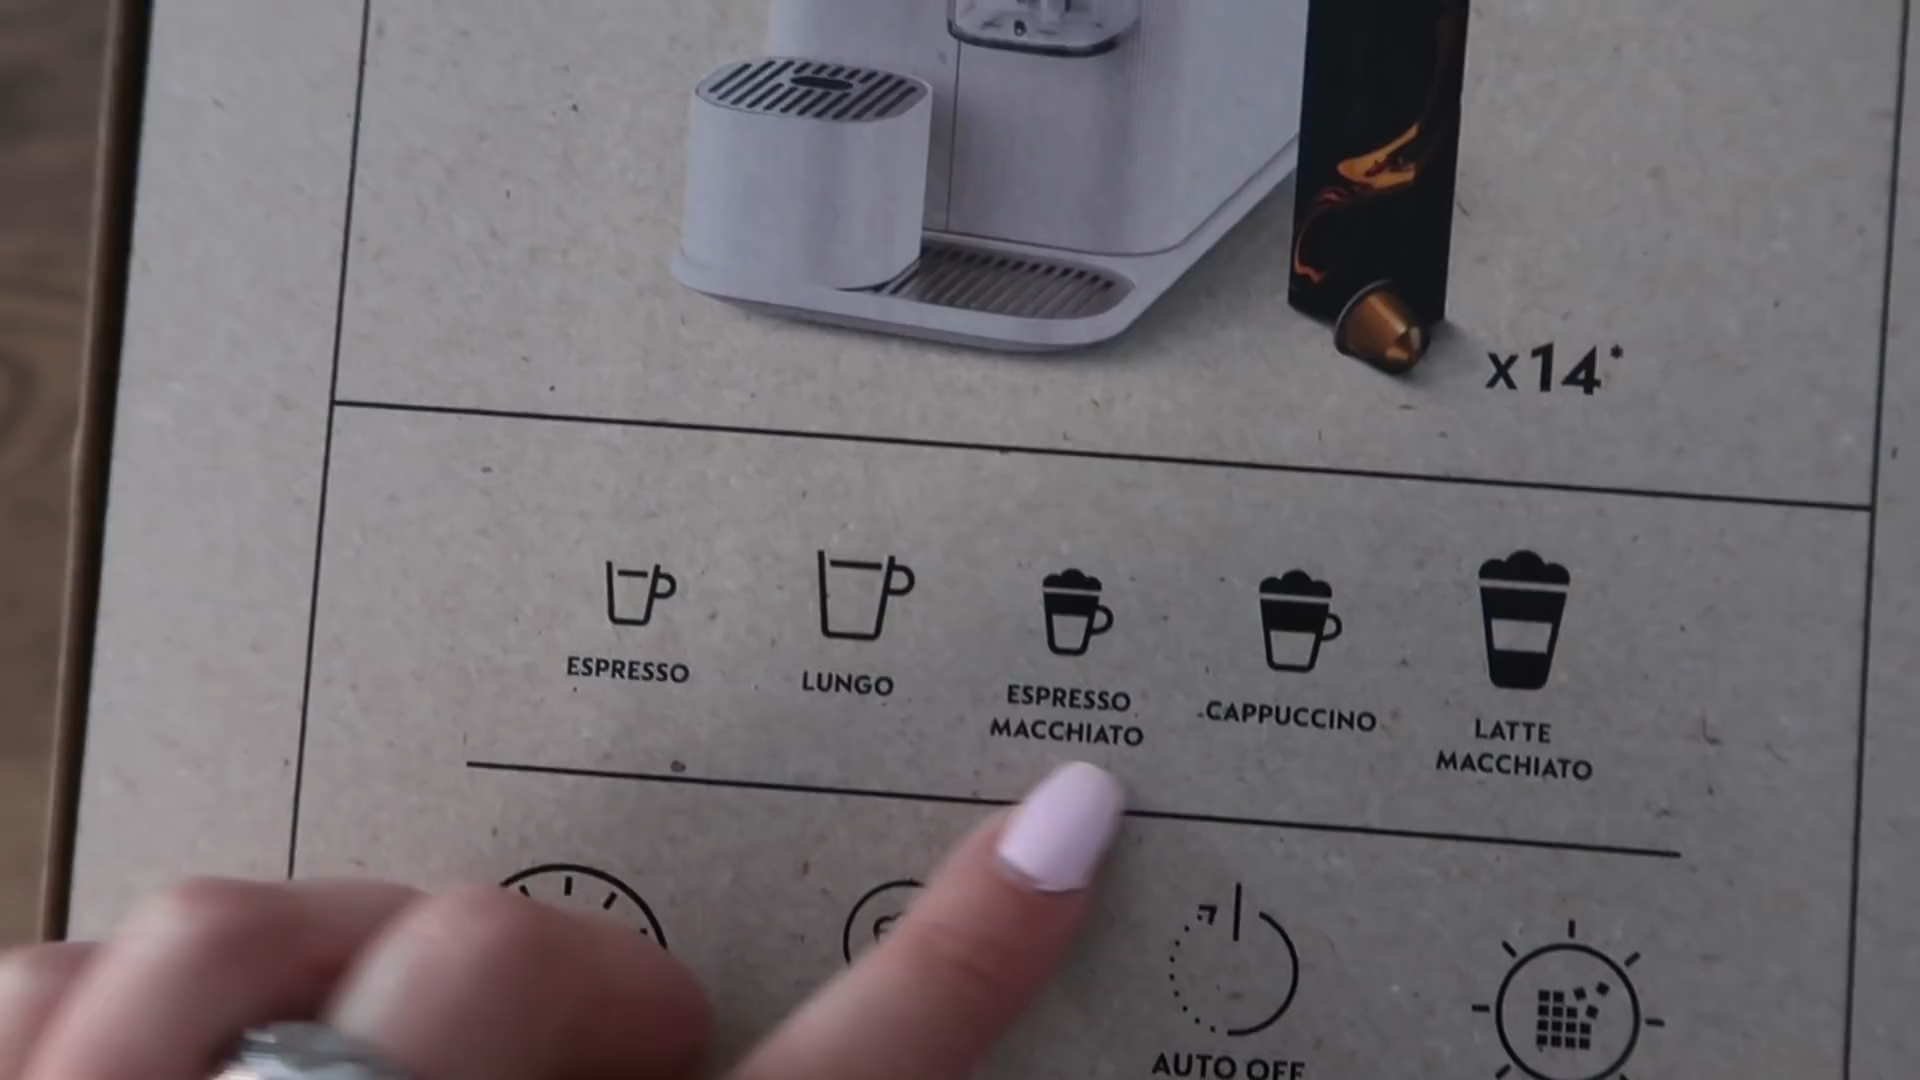 x14*
ESPRESSO
LUNGO
ESPRESSO
MACCHIATO
CAPPUCCINO
LATTE
MACCHIATO
AUTO OFF